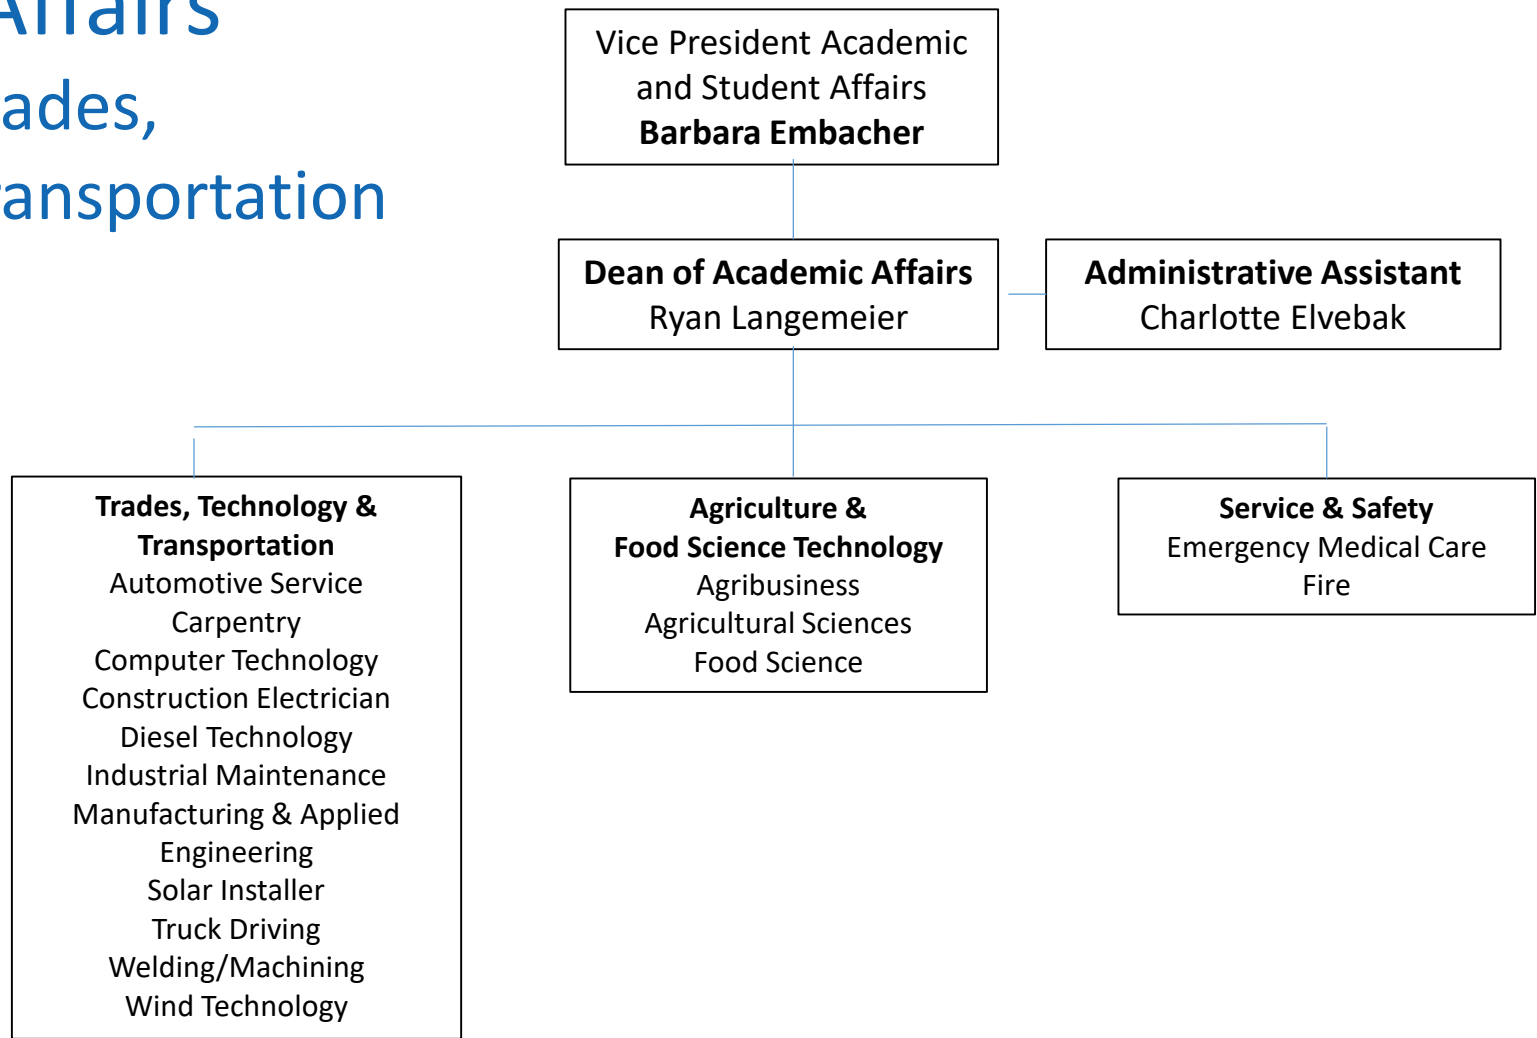 Affairs
ades,
ransportation
Vice President Academic
and Student Affairs
Barbara Embacher
Dean of Academic Affairs
Ryan Langemeier
Administrative Assistant
Charlotte Elvebak
Trades, Technology &
Transportation
Automotive Service
Carpentry
Computer Technology
Construction Electrician
Diesel Technology
Industrial Maintenance
Manufacturing & Applied
Engineering
Solar Installer
Truck Driving
Welding/Machining
Wind Technology
Agriculture &
Food Science Technology
Agribusiness
Agricultural Sciences
Food Science
Service & Safety
Emergency Medical Care
Fire